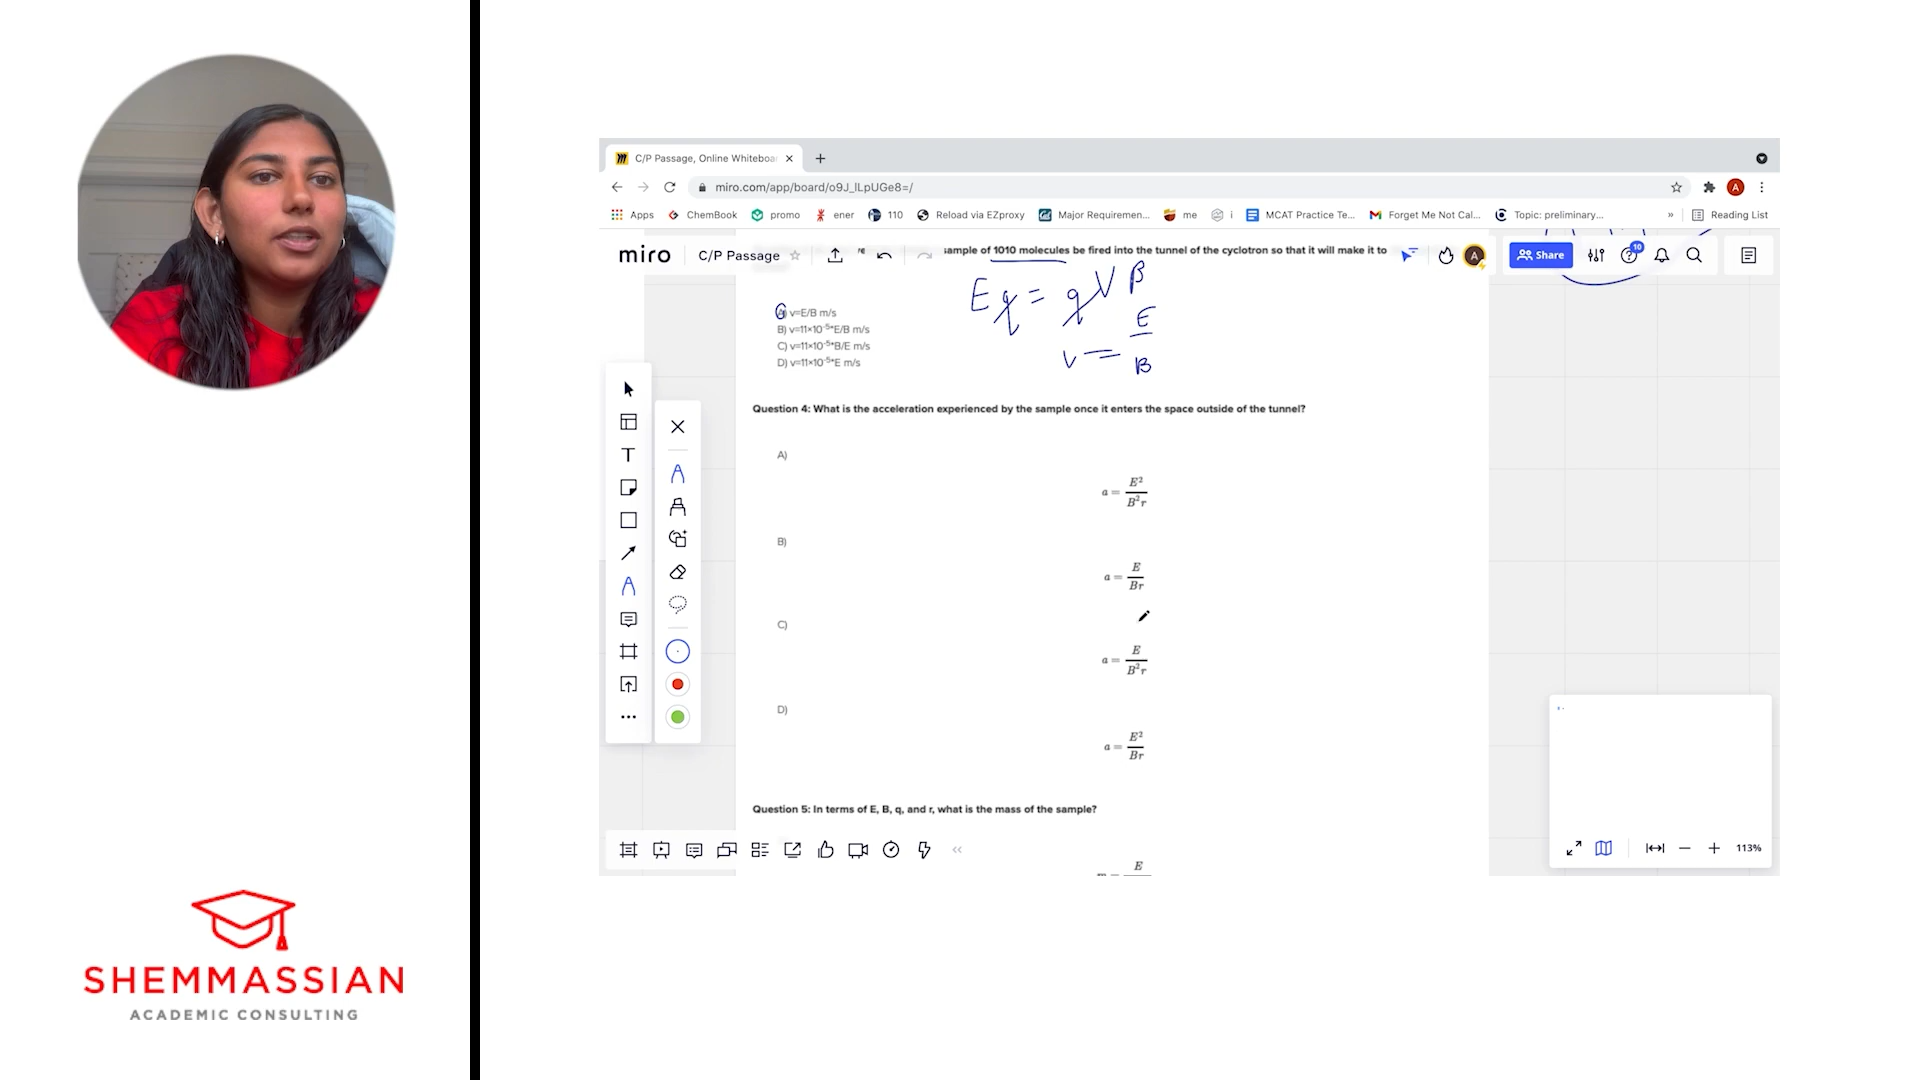 C/P Passage, Online Whiteboa
miro.com/app/board/o9J_lLpUGe8=/
Apps ChemBook promo ener 110 Reload via EZproxy Major Requiremen... me i MCAT Practice Te... Forget Me Not Cal... Topic: preliminary... » Reading List
miro C/P Passage sample of 1010 molecules be fired into the tunnel of the cyclotron so that it will make it to A Share 10
Eq = qVB
A) v=E/B m/s
B) v=11×10⁻⁵*E/B m/s
C) v=11×10⁻⁵*B/E m/s
D) v=11×10⁻⁵*E m/s
v = E/B
Question 4: What is the acceleration experienced by the sample once it enters the space outside of the tunnel?
A)
a = E²/B²r
B)
a = E/Br
C)
a = E/B²r
D)
a = E²/Br
Question 5: In terms of E, B, q, and r, what is the mass of the sample?
E
113%
SHEMMASSIAN
ACADEMIC CONSULTING